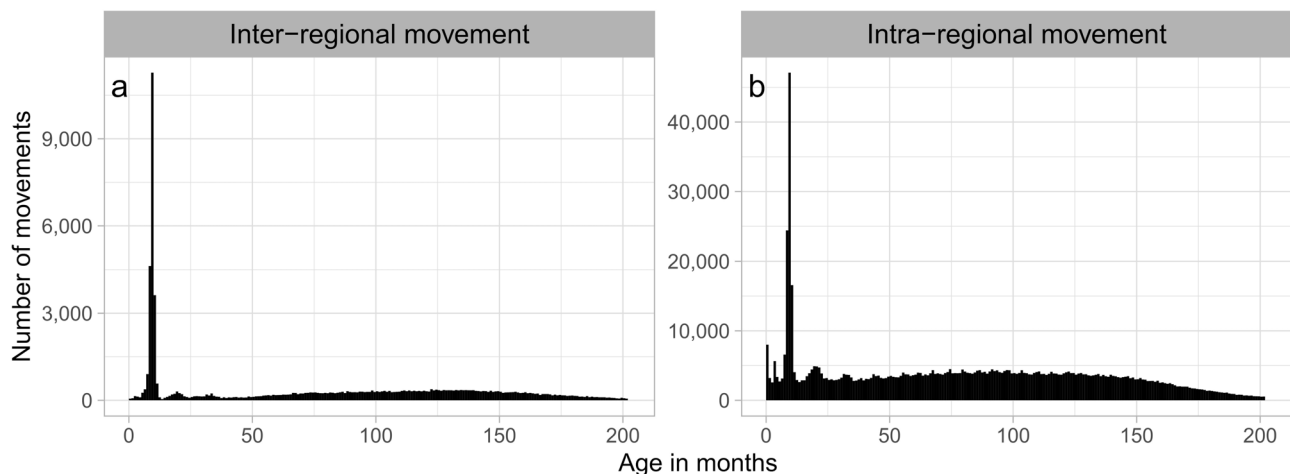 Inter−regional movement
Intra−regional movement
a
b
Number of movements
9,000
6,000
3,000
0
40,000
30,000
20,000
10,000
0
0 50 100 150 200
0 50 100 150 200
Age in months